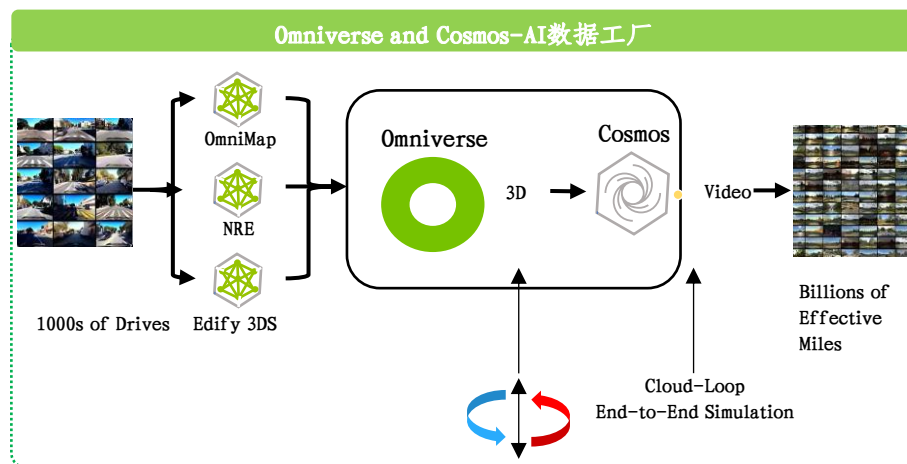 Omniverse and Cosmos-AI数据工厂
OmniMap
NRE
Edify 3DS
1000s of Drives
Omniverse
3D
Cosmos
Video
Billions of
Effective
Miles
Cloud-Loop
End-to-End Simulation